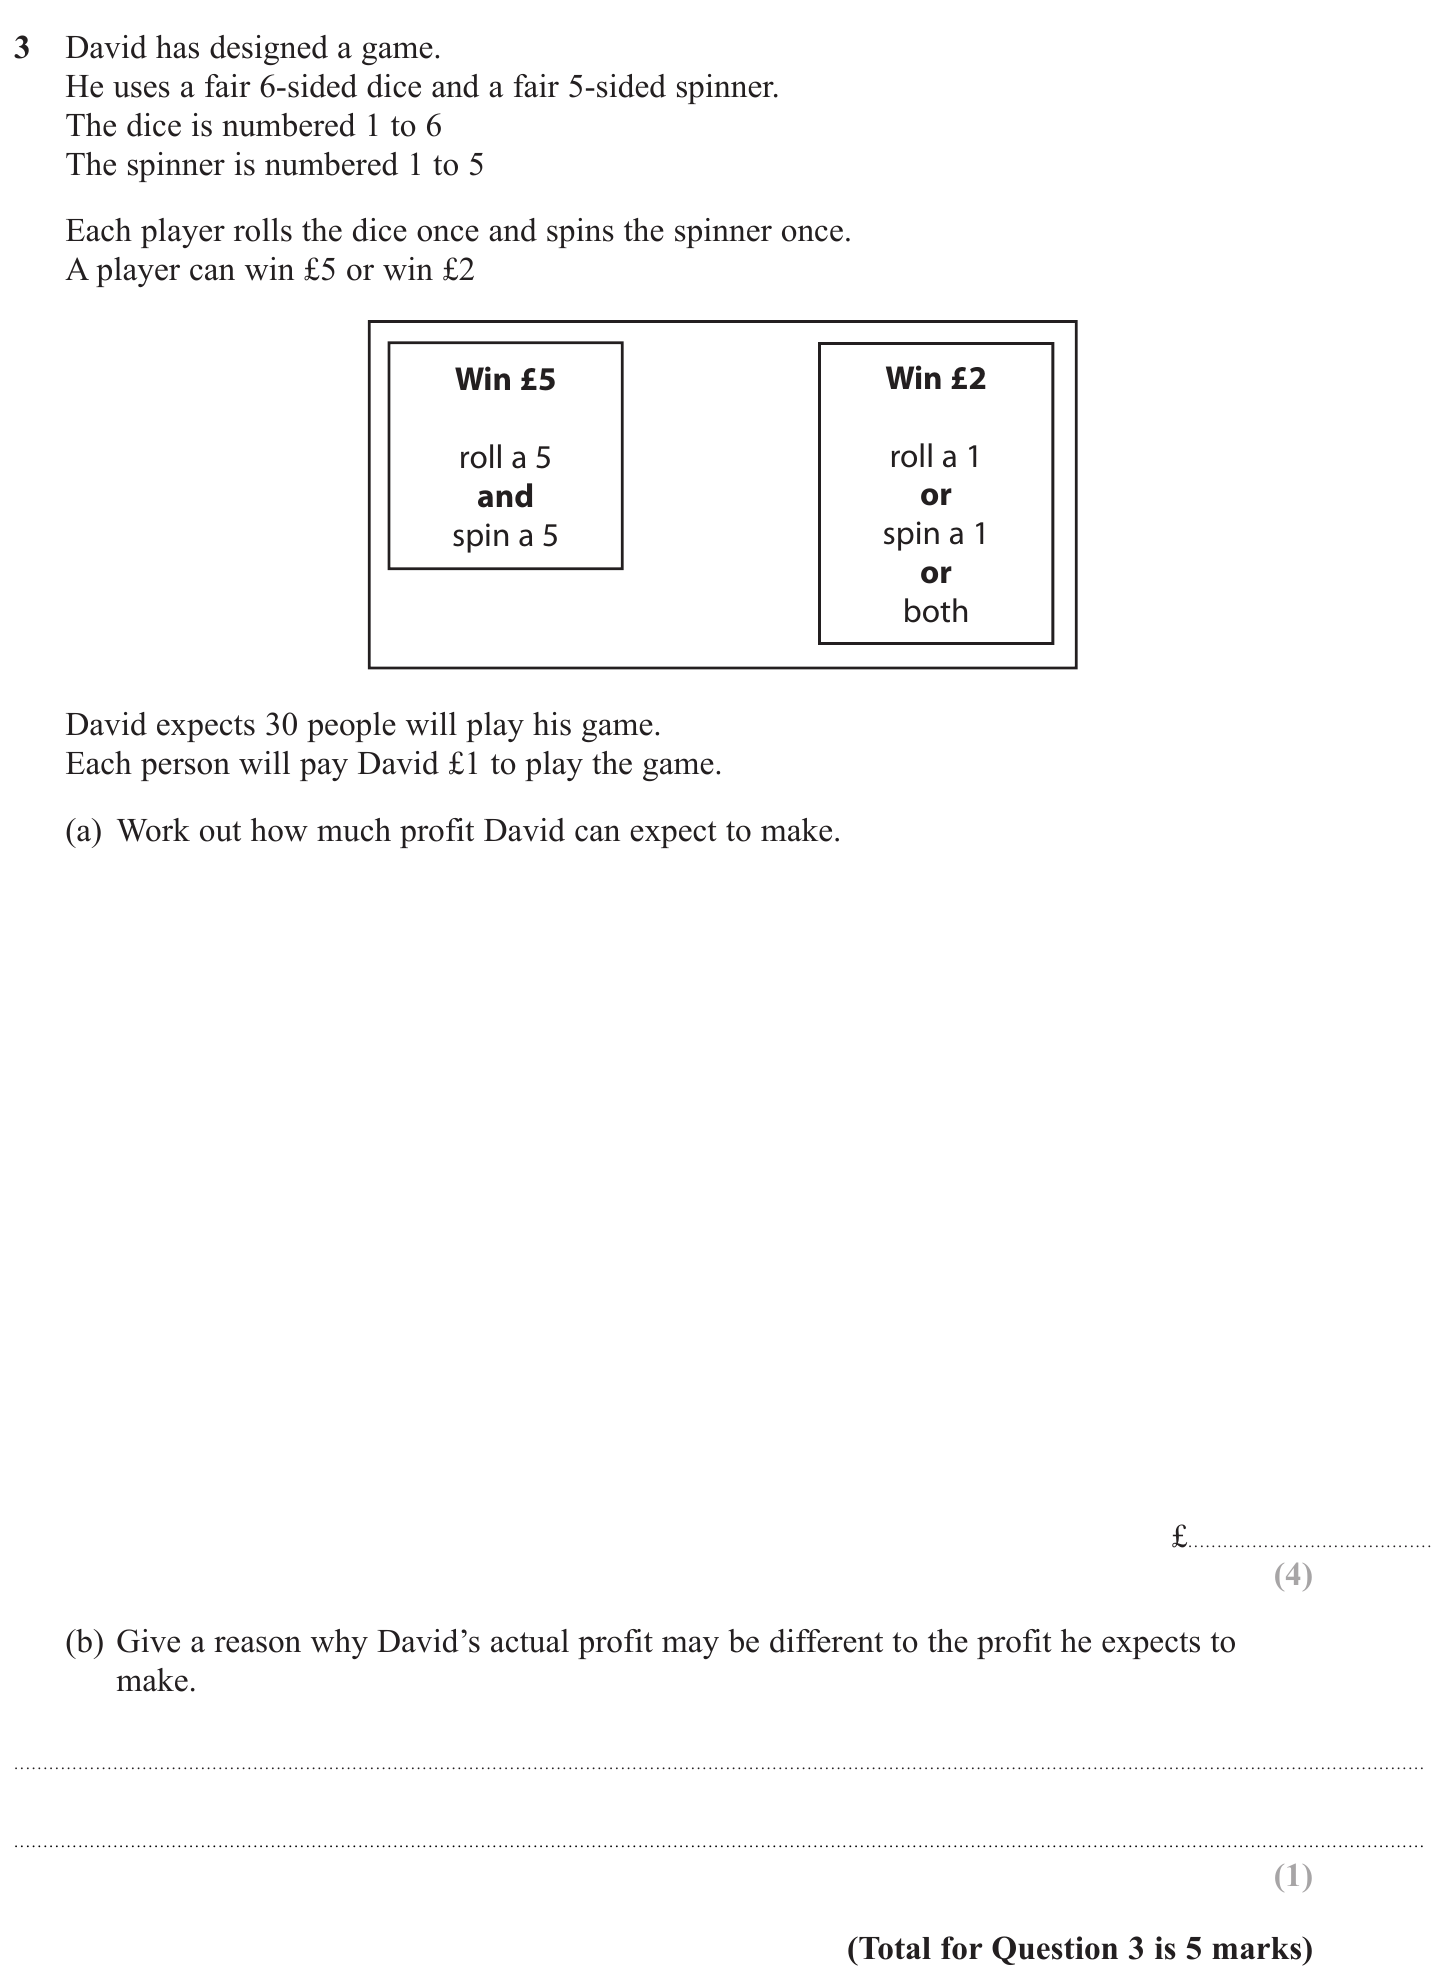 3 David has designed a game.
He uses a fair 6-sided dice and a fair 5-sided spinner.
The dice is numbered 1 to 6
The spinner is numbered 1 to 5
Each player rolls the dice once and spins the spinner once.
A player can win £5 or win £2
Win £5
roll a 5
and
spin a 5
Win £2
roll a 1
or
spin a 1
or
both
David expects 30 people will play his game.
Each person will pay David £1 to play the game.
(a) Work out how much profit David can expect to make.
£
(4)
(b) Give a reason why David’s actual profit may be different to the profit he expects to
make.
(1)
(Total for Question 3 is 5 marks)